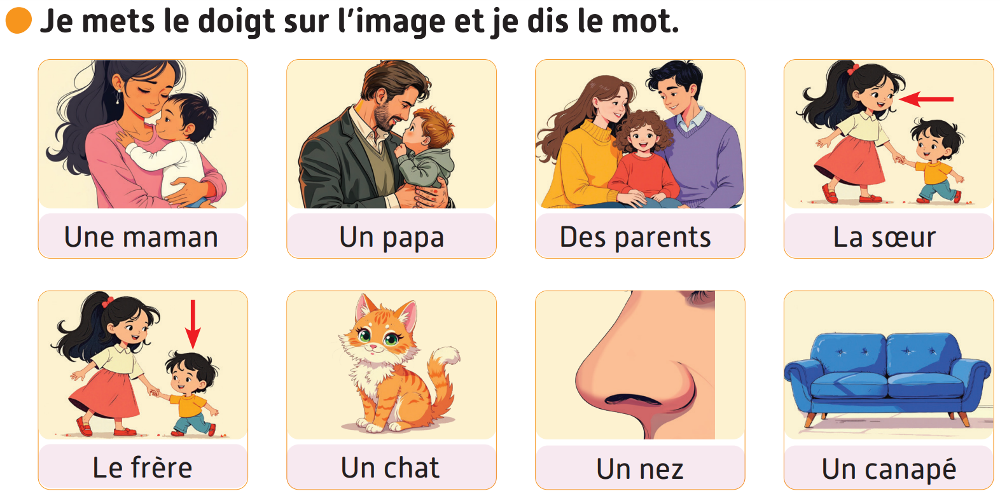 Je mets le doigt sur l'image et je dis le mot.
Une maman
Un papa
Des parents
La sœur
Le frère
Un chat
Un nez
Un canapé